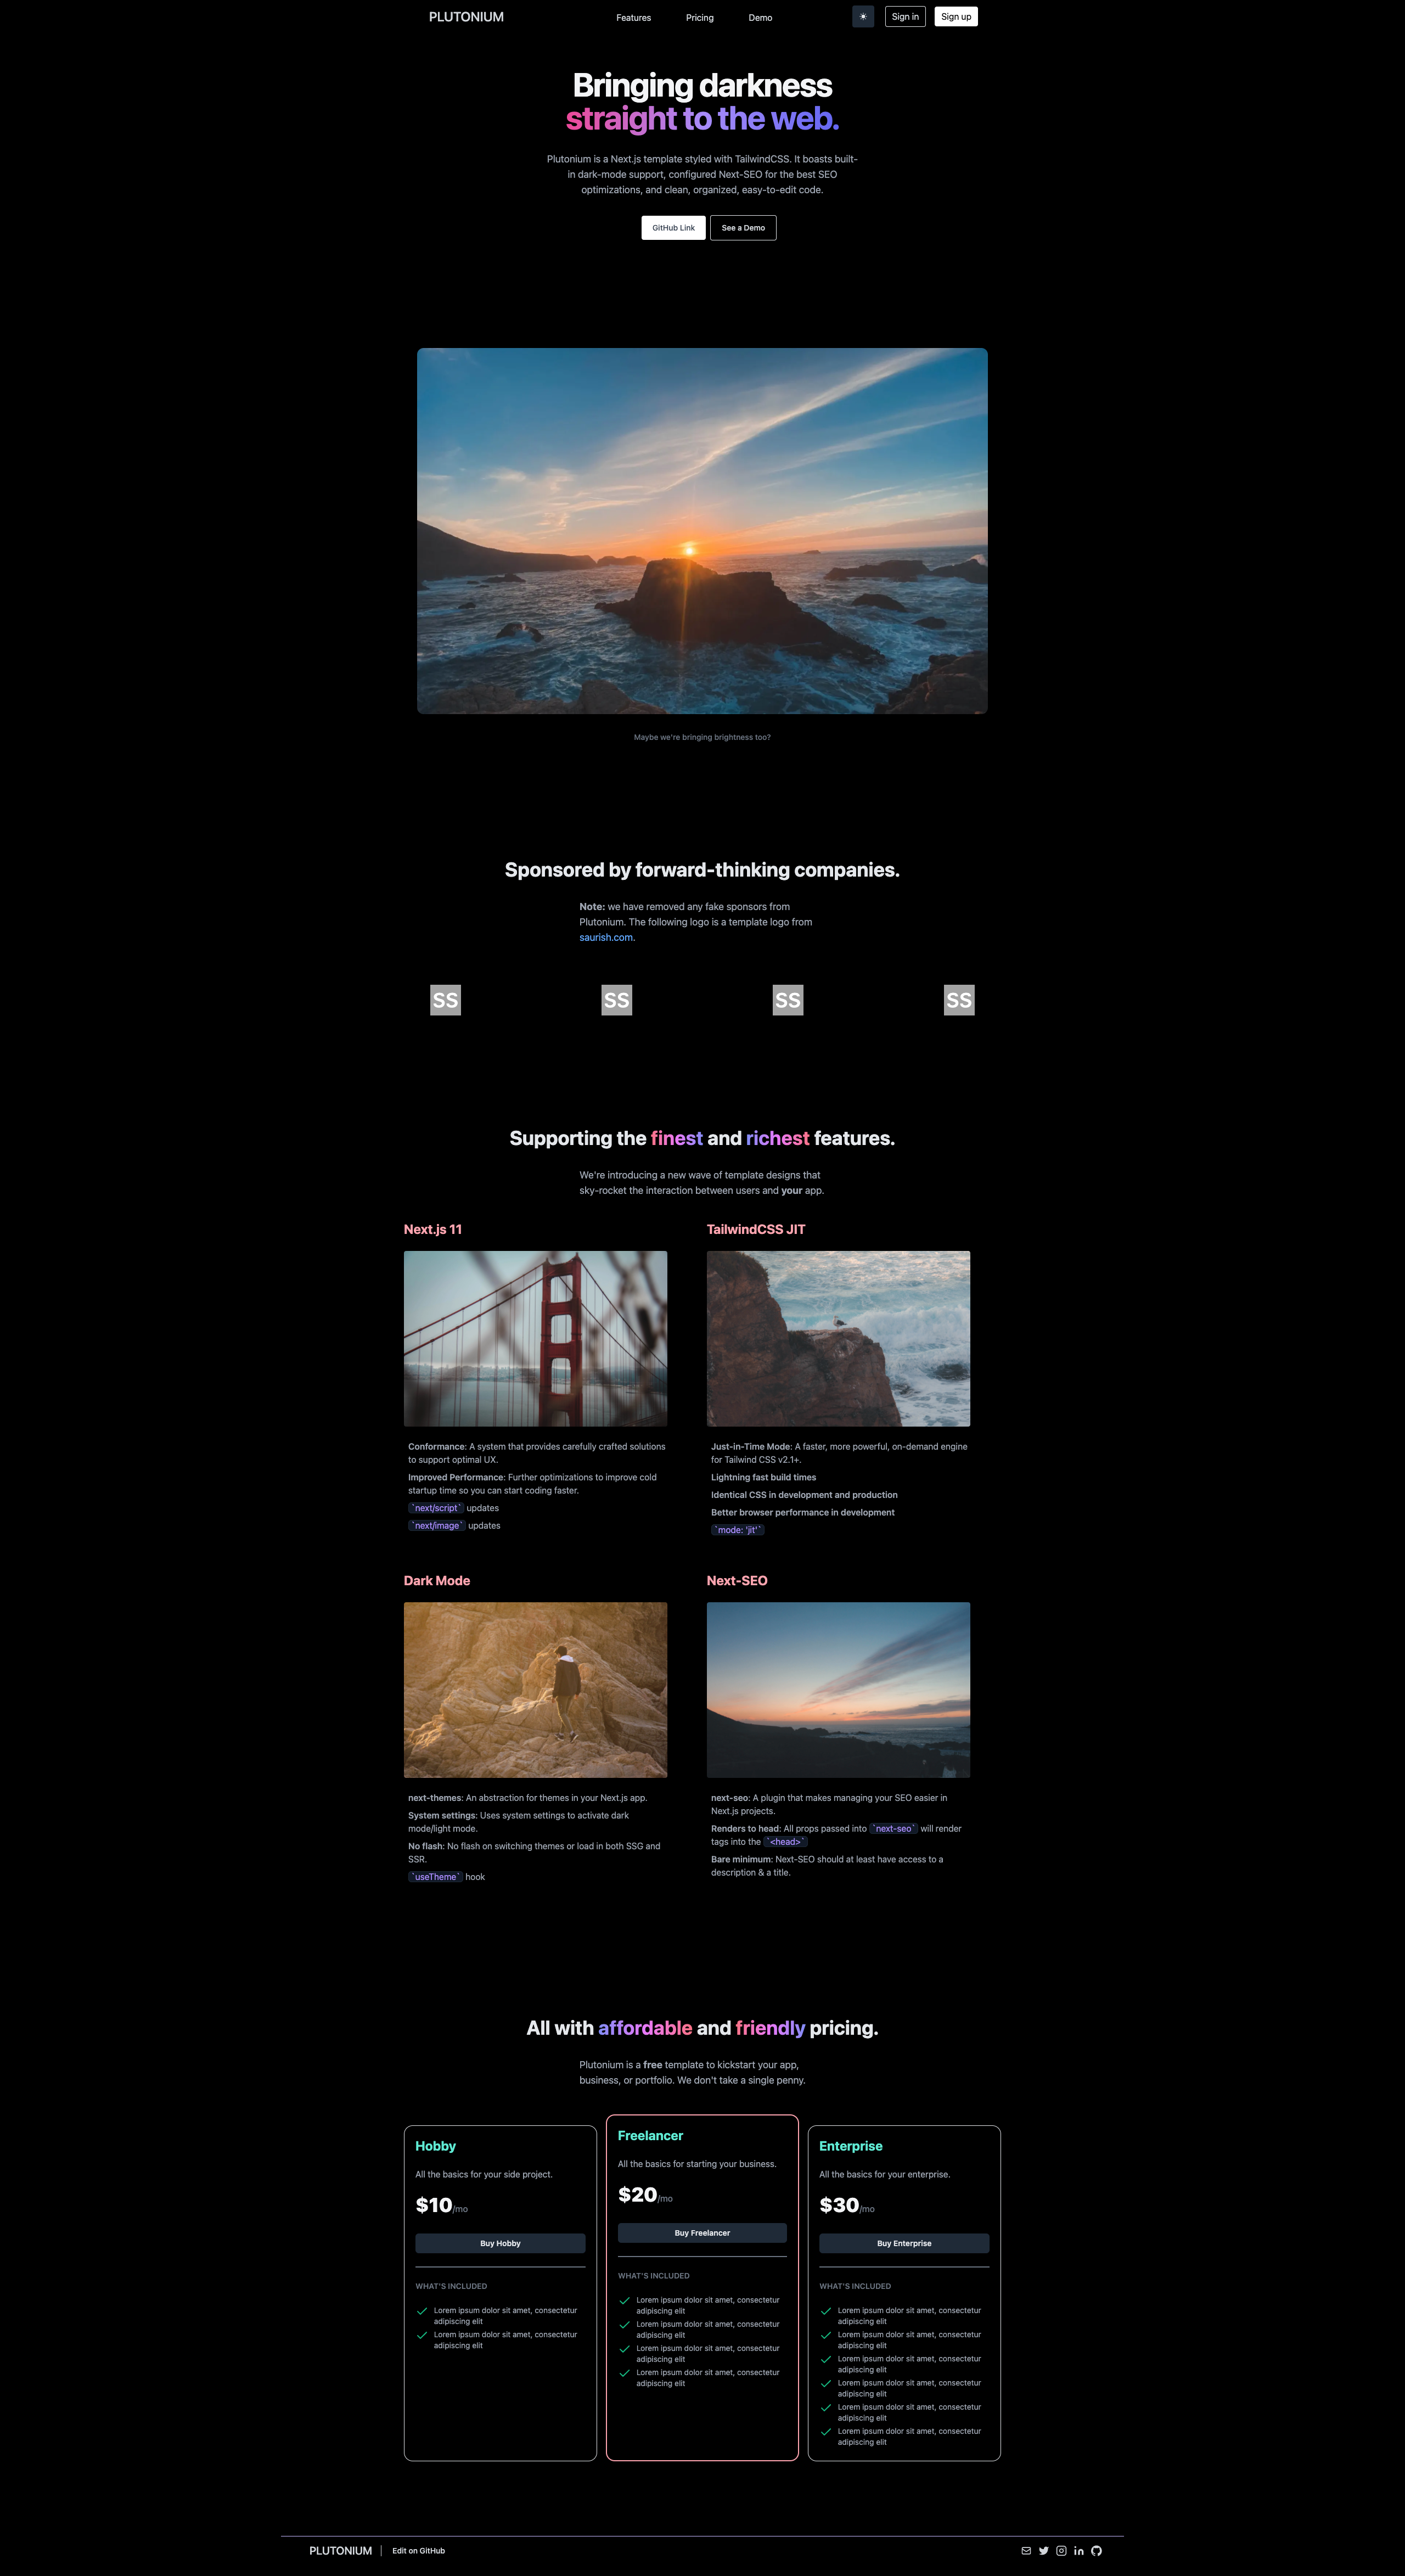 PLUTONIUM
Features
Pricing
Demo
Sign in
Sign up
Bringing darkness
straight to the web.
Plutonium is a Next.js template styled with TailwindCSS. It boasts built-
in dark-mode support, configured Next-SEO for the best SEO
optimizations, and clean, organized, easy-to-edit code.
GitHub Link
See a Demo
Maybe we're bringing brightness too?
Sponsored by forward-thinking companies.
Note: we have removed any fake sponsors from
Plutonium. The following logo is a template logo from
saurish.com.
SS
SS
SS
SS
Supporting the finest and richest features.
We're introducing a new wave of template designs that
sky-rocket the interaction between users and your app.
Next.js 11
Conformance: A system that provides carefully crafted solutions
to support optimal UX.
Improved Performance: Further optimizations to improve cold
startup time so you can start coding faster.
`next/script` updates
`next/image` updates
TailwindCSS JIT
Just-in-Time Mode: A faster, more powerful, on-demand engine
for Tailwind CSS v2.1+.
Lightning fast build times
Identical CSS in development and production
Better browser performance in development
`mode: 'jit'`
Dark Mode
next-themes: An abstraction for themes in your Next.js app.
System settings: Uses system settings to activate dark
mode/light mode.
No flash: No flash on switching themes or load in both SSG and
SSR.
`useTheme` hook
Next-SEO
next-seo: A plugin that makes managing your SEO easier in
Next.js projects.
Renders to head: All props passed into `next-seo` will render
tags into the `<head>`
Bare minimum: Next-SEO should at least have access to a
description & a title.
All with affordable and friendly pricing.
Plutonium is a free template to kickstart your app,
business, or portfolio. We don't take a single penny.
Hobby
All the basics for your side project.
$10/mo
Buy Hobby
WHAT'S INCLUDED
Lorem ipsum dolor sit amet, consectetur
adipiscing elit
Lorem ipsum dolor sit amet, consectetur
adipiscing elit
Freelancer
All the basics for starting your business.
$20/mo
Buy Freelancer
WHAT'S INCLUDED
Lorem ipsum dolor sit amet, consectetur
adipiscing elit
Lorem ipsum dolor sit amet, consectetur
adipiscing elit
Lorem ipsum dolor sit amet, consectetur
adipiscing elit
Lorem ipsum dolor sit amet, consectetur
adipiscing elit
Enterprise
All the basics for your enterprise.
$30/mo
Buy Enterprise
WHAT'S INCLUDED
Lorem ipsum dolor sit amet, consectetur
adipiscing elit
Lorem ipsum dolor sit amet, consectetur
adipiscing elit
Lorem ipsum dolor sit amet, consectetur
adipiscing elit
Lorem ipsum dolor sit amet, consectetur
adipiscing elit
Lorem ipsum dolor sit amet, consectetur
adipiscing elit
Lorem ipsum dolor sit amet, consectetur
adipiscing elit
PLUTONIUM
Edit on GitHub